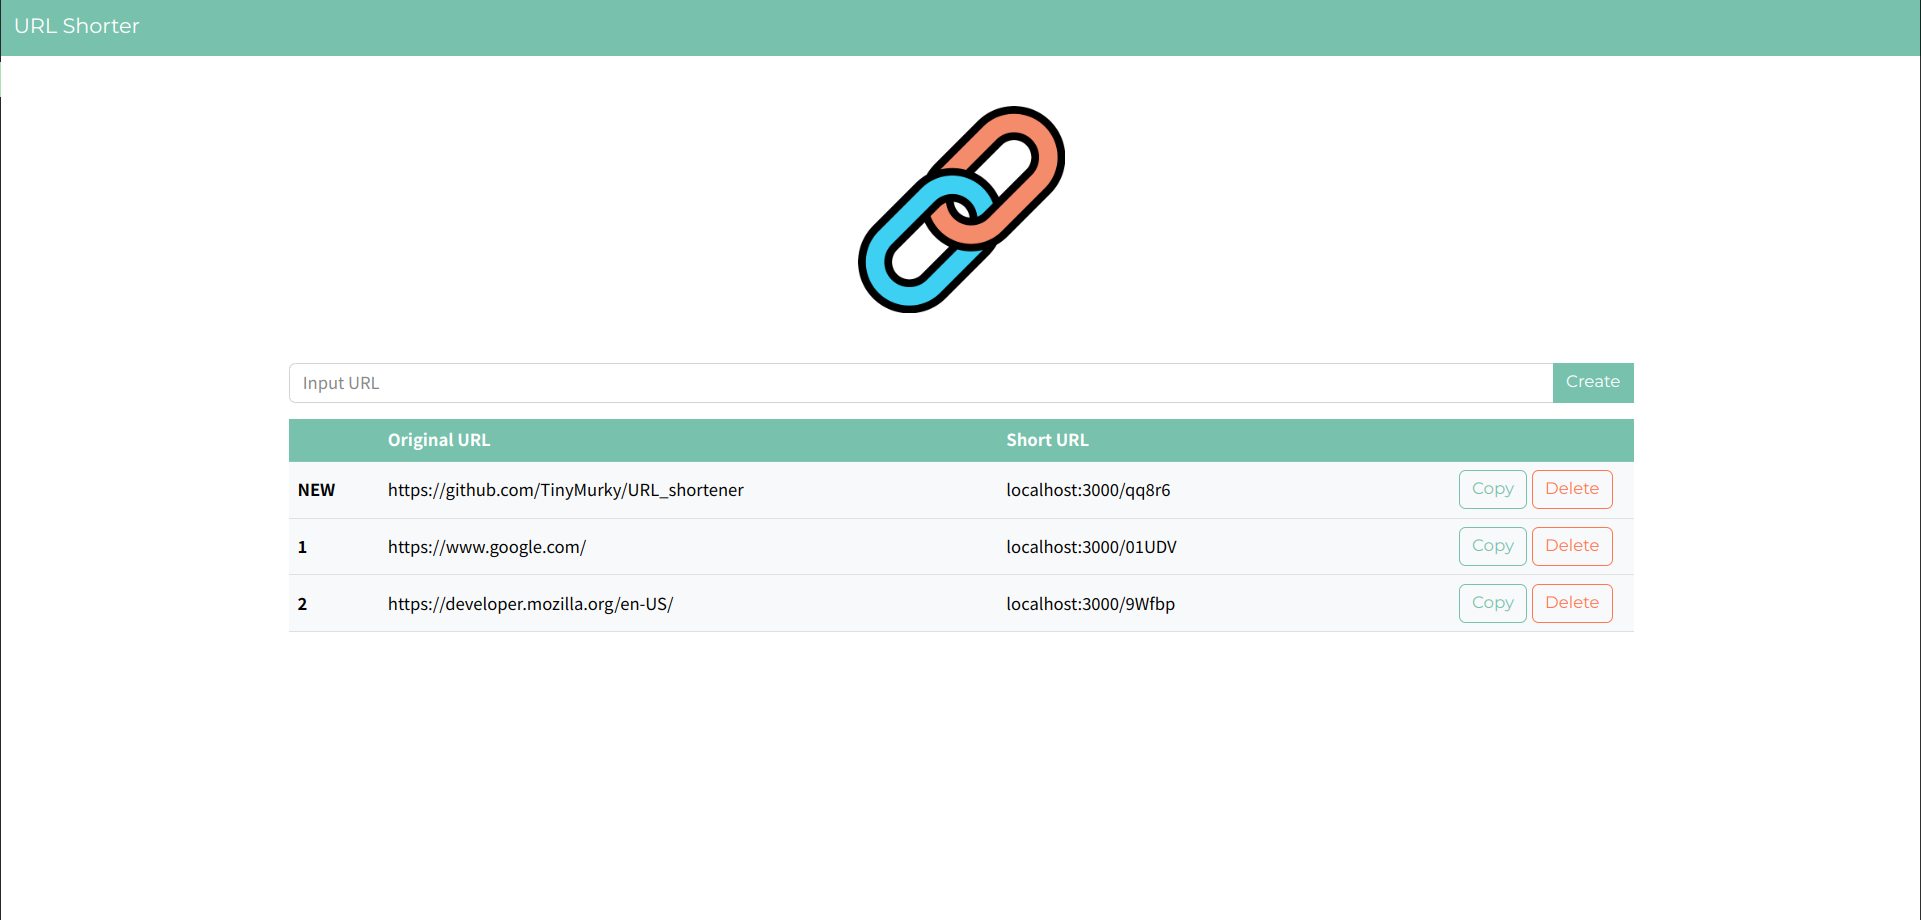 URL Shorter
Input URL Create
Original URL Short URL
NEW https://github.com/TinyMurky/URL_shortener localhost:3000/qq8r6 Copy Delete
1 https://www.google.com/ localhost:3000/01UDV Copy Delete
2 https://developer.mozilla.org/en-US/ localhost:3000/9Wfbp Copy Delete